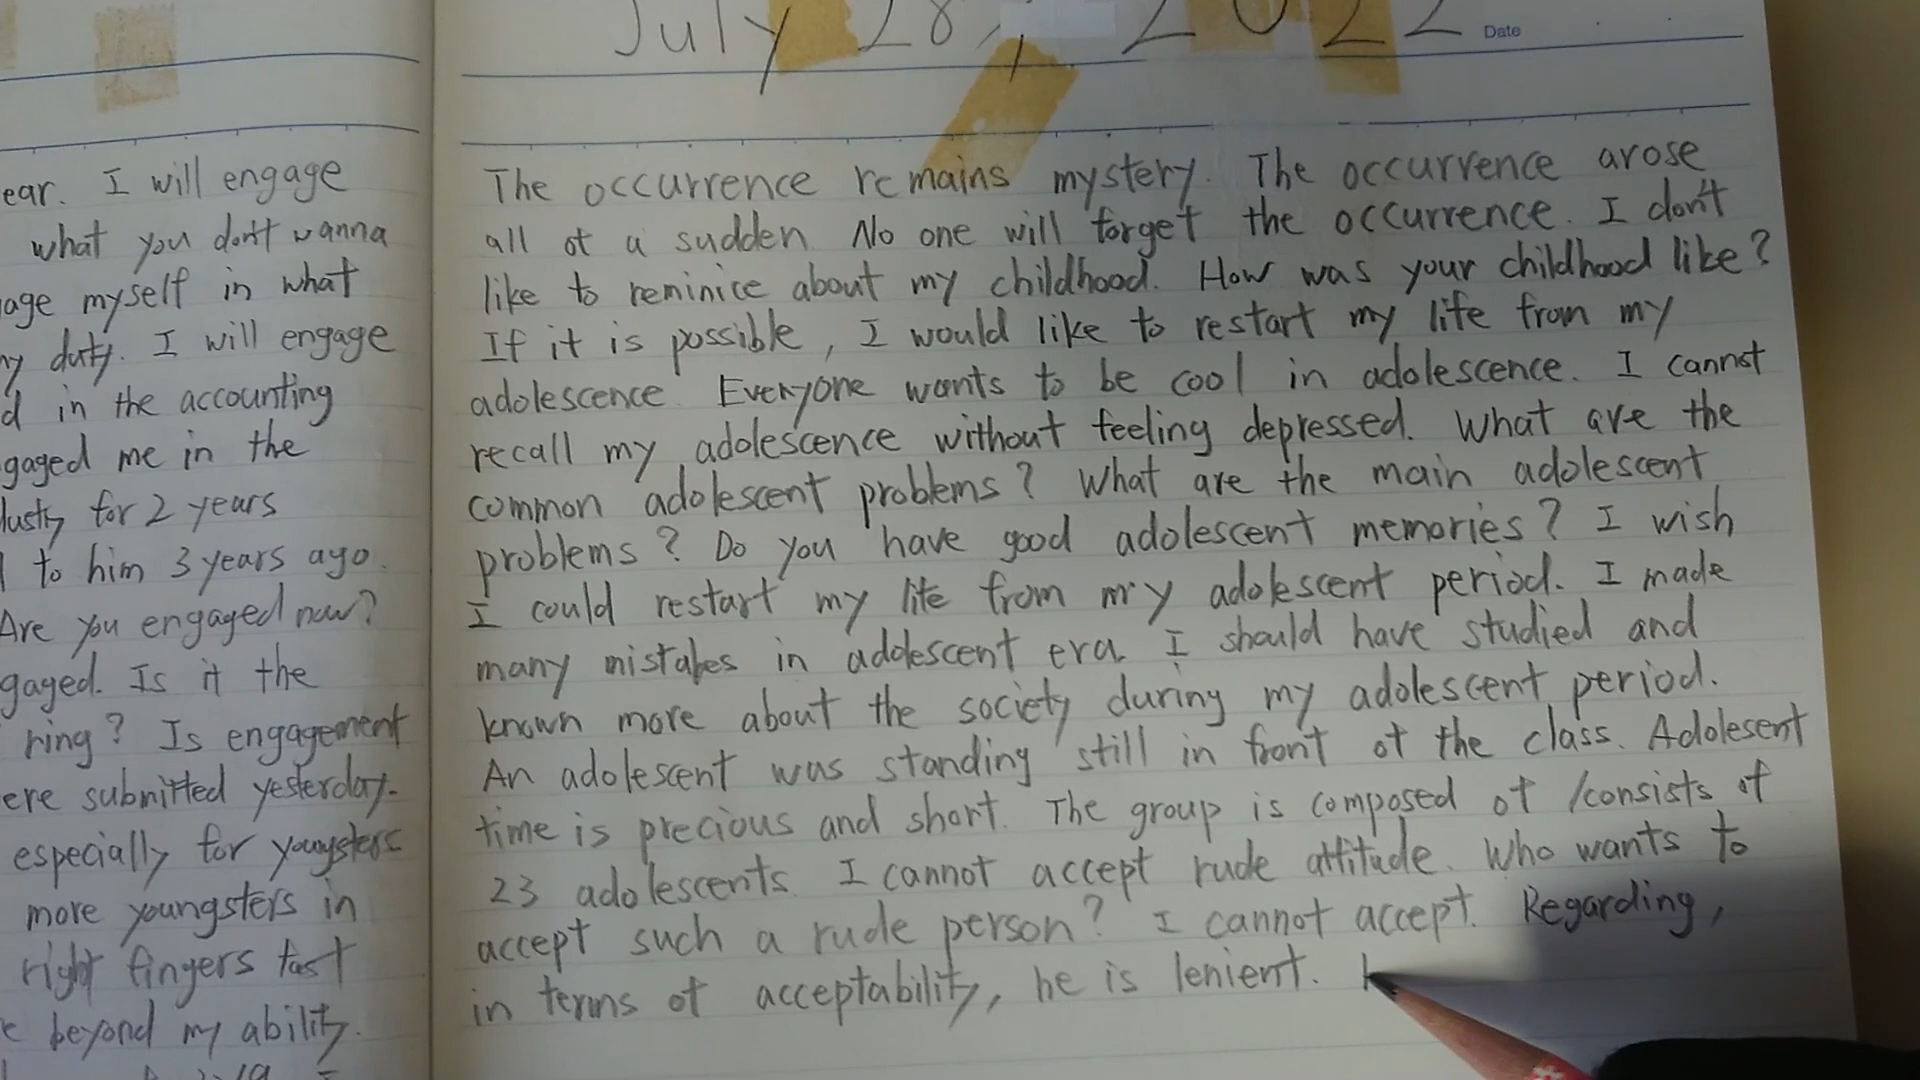 ear. I will engage
what you don't wanna
age myself in what
duty. I will engage
d in the accounting
gaged me in the
for 2 years
to him 3 years ago.
Are you engaged now?
gaged. Is it the
ring? Is engagement
ere submitted yesterday.
especially for youngsters
more youngsters in
right fingers fast
beyond my ability.
July 28, 2022 Date
The occurrence remains mystery. The occurrence arose
all of a sudden. No one will forget the occurrence. I don't
like to reminice about my childhood. How was your childhood like?
If it is possible, I would like to restart my life from my
adolescence. Everyone wants to be cool in adolescence. I cannot
recall my adolescence without feeling depressed. What are the
common adolescent problems? What are the main adolescent
problems? Do you have good adolescent memories? I wish
I could restart my life from my adolescent period. I made
many mistakes in adolescent era. I should have studied and
known more about the society during my adolescent period.
An adolescent was standing still in front of the class. Adolesent
time is precious and short. The group is composed of /consists of
23 adolescents. I cannot accept rude attitude. Who wants to
accept such a rude person? I cannot accept. Regarding,
in terms of acceptability, he is lenient.